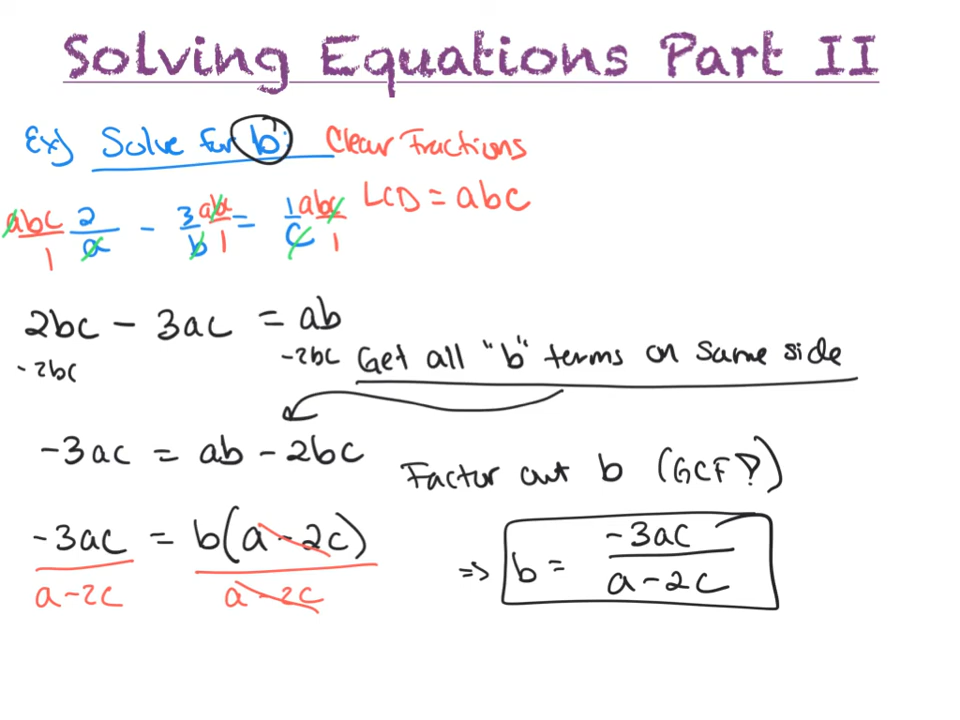 Solving Equations Part II
Ex) Solve for b: Clear Fractions
abc/1 2/a - 3/b abc/1 = 1/c abc/1 LCD = abc
2bc - 3ac = ab
-2bc -2bc Get all "b" terms on same side
-3ac = ab - 2bc
Factor out b (GCF?)
-3ac = b(a - 2c)
a - 2c a - 2c
=> b = -3ac/a - 2c